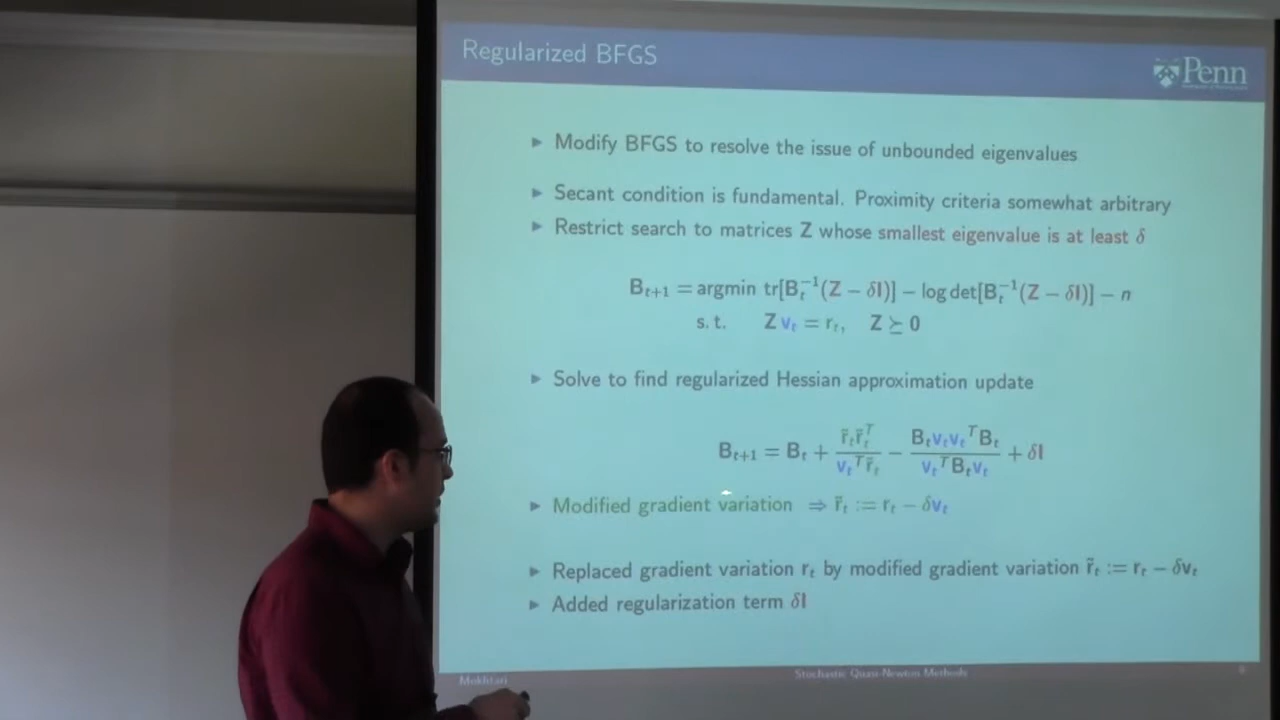 Regularized BFGS
Penn
▶ Modify BFGS to resolve the issue of unbounded eigenvalues
▶ Secant condition is fundamental. Proximity criteria somewhat arbitrary
▶ Restrict search to matrices Z whose smallest eigenvalue is at least δ
B_{t+1} = argmin tr[B_t^{-1}(Z − δI)] − log det[B_t^{-1}(Z − δI)] − n
s. t. Z v_t = r_t, Z ⪰ 0
▶ Solve to find regularized Hessian approximation update
B_{t+1} = B_t + \frac{r̃_t r̃_t^T}{v_t^T r̃_t} − \frac{B_t v_t v_t^T B_t}{v_t^T B_t v_t} + δI
▶ Modified gradient variation ⇒ r̃_t := r_t − δv_t
▶ Replaced gradient variation r_t by modified gradient variation r̃_t := r_t − δv_t
▶ Added regularization term δI
Mokhtari
Stochastic Quasi-Newton Methods